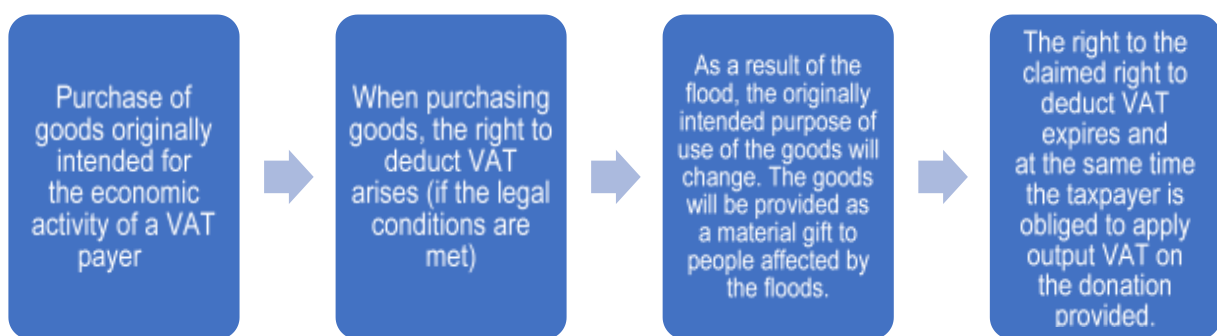 Purchase of
goods originally
intended for
the economic
activity of a VAT
payer
When purchasing
goods, the right to
deduct VAT
arises (if the legal
conditions are
met)
As a result of the
flood, the originally
intended purpose of
use of the goods will
change. The goods
will be provided as
a material gift to
people affected by
the floods.
The right to the
claimed right to
deduct VAT
expires and
at the same time
the taxpayer is
obliged to apply
output VAT on
the donation
provided.